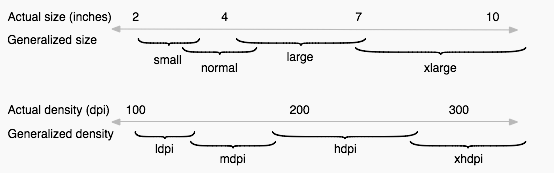 Actual size (inches) 2 4 7 10
Generalized size
small normal large xlarge
Actual density (dpi) 100 200 300
Generalized density
ldpi mdpi hdpi xhdpi